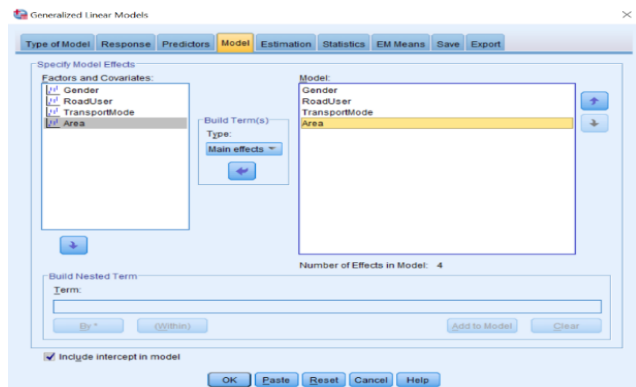 Generalized Linear Models
Type of Model Response Predictors Model Estimation Statistics EM Means Save Export
Specify Model Effects
Factors and Covariates:
Gender
RoadUser
TransportMode
Area
Build Term(s)
Type:
Main effects
Model:
Gender
RoadUser
TransportMode
Area
Number of Effects in Model: 4
Build Nested Term
Term:
By *
(Within)
Add to Model
Clear
Include intercept in model
OK Paste Reset Cancel Help